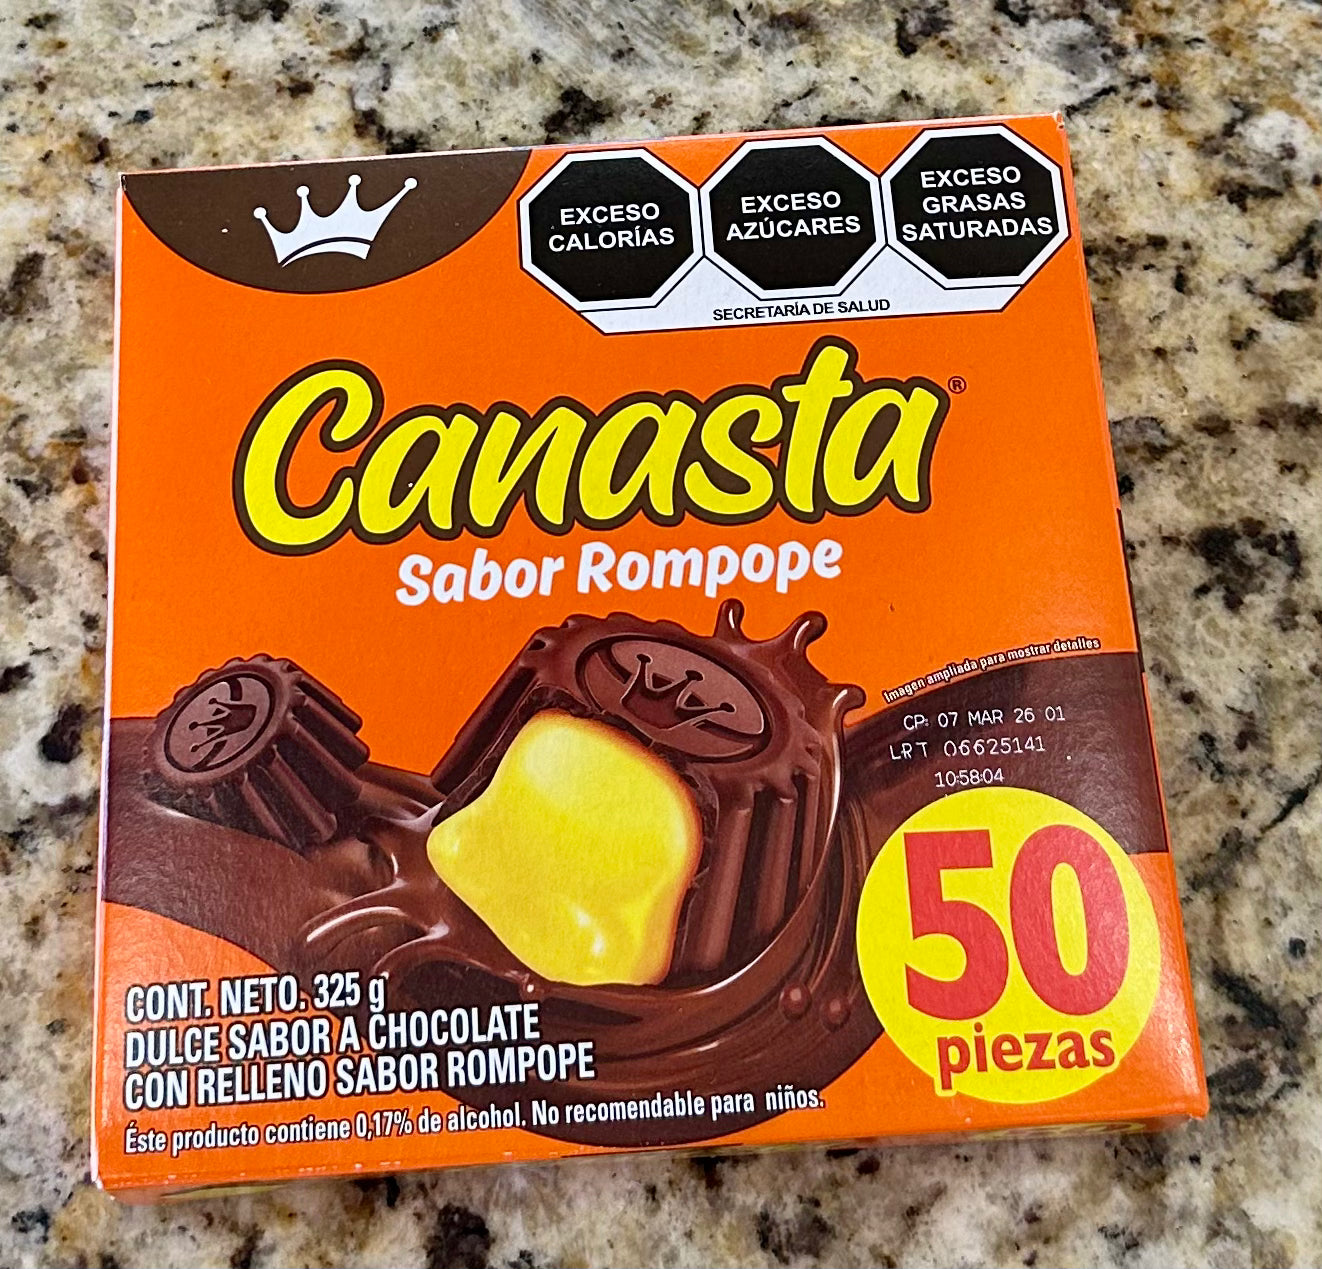 EXCESO
CALORÍAS
EXCESO
AZÚCARES
EXCESO
GRASAS
SATURADAS
SECRETARÍA DE SALUD
Canasta®
Sabor Rompope
Imagen ampliada para mostrar detalles
CP: 07 MAR 26 01
LRT 06625141
10:58:04
50
piezas
CONT. NETO. 325 g
DULCE SABOR A CHOCOLATE
CON RELLENO SABOR ROMPOPE
Éste producto contiene 0,17% de alcohol. No recomendable para niños.